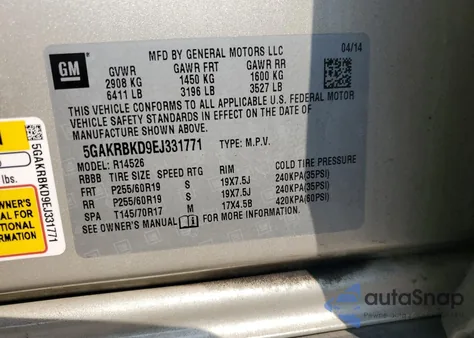 GM
MFD BY GENERAL MOTORS LLC
04/14
GVWR GAWR FRT GAWR RR
2908 KG 1450 KG 1600 KG
6411 LB 3196 LB 3527 LB
THIS VEHICLE CONFORMS TO ALL APPLICABLE U.S. FEDERAL MOTOR
VEHICLE SAFETY STANDARDS IN EFFECT ON THE DATE OF
MANUFACTURE SHOWN ABOVE.
5GAKRBKD9EJ331771 TYPE: M.P.V.
MODEL: R14526
RBBB TIRE SIZE SPEED RTG RIM COLD TIRE PRESSURE
FRT P255/60R19 S 19X7.5J 240KPA(35PSI)
RR P255/60R19 S 19X7.5J 240KPA(35PSI)
SPA T145/70R17 M 17X4.5B 420KPA(60PSI)
SEE OWNER'S MANUAL
5GAKRBKD9EJ331771
OWNER'S
FOR
INFORMATION
autoSnap